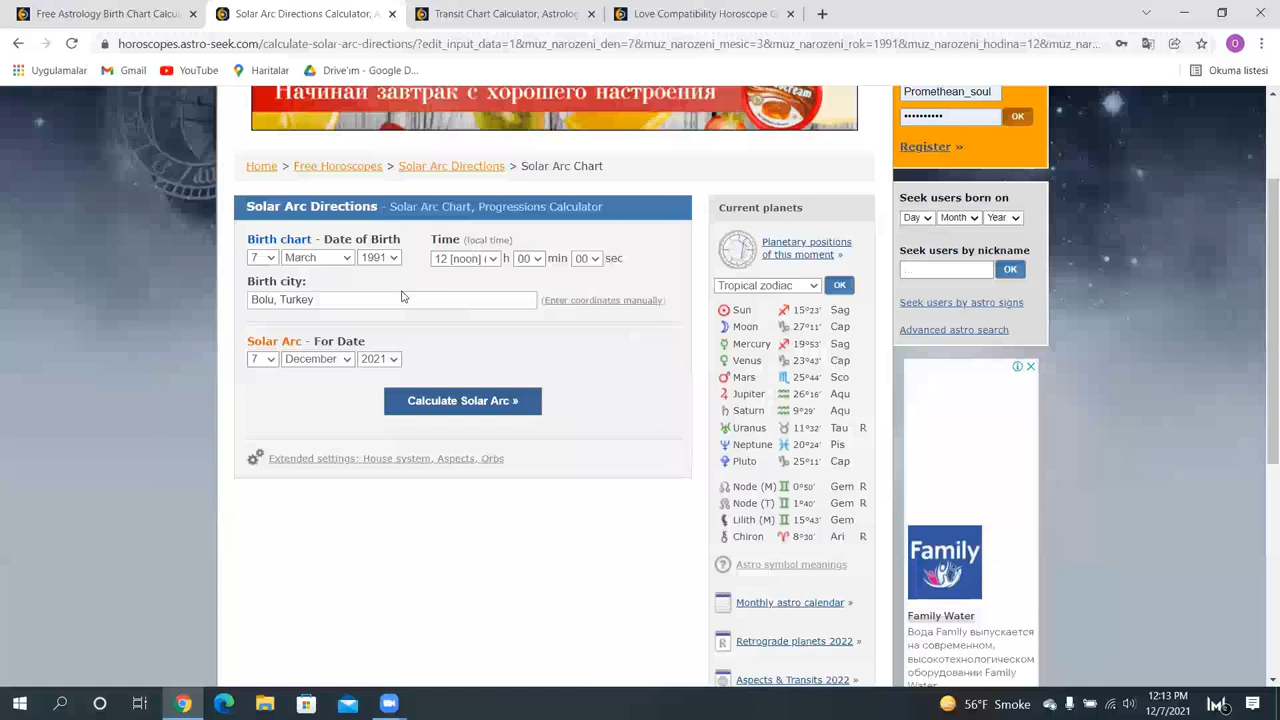 Free Astrology Birth Chart Calcu
Solar Arc Directions Calculator, A
Transit Chart Calculator, Astrolog
Love Compatibility Horoscope G
horoscopes.astro-seek.com/calculate-solar-arc-directions/?edit_input_data=1&muz_narozeni_den=7&muz_narozeni_mesic=3&muz_narozeni_rok=1991&muz_narozeni_hodina=12&muz_nar...
Uygulamalar
Gmail
YouTube
Haritalar
Drive'ım - Google D...
Okuma listesi
Начинай завтрак с хорошего настроения
Promethean_soul
•••••••••• OK
Register »
Home > Free Horoscopes > Solar Arc Directions > Solar Arc Chart
Solar Arc Directions - Solar Arc Chart, Progressions Calculator
Birth chart - Date of Birth
Time (local time)
7 March 1991
12 [noon] ( h 00 min 00 sec
Birth city:
Bolu, Turkey
(Enter coordinates manually)
Solar Arc - For Date
7 December 2021
Calculate Solar Arc »
Extended settings: House system, Aspects, Orbs
Current planets
Planetary positions
of this moment »
Tropical zodiac OK
Sun 15°23' Sag
Moon 27°11' Cap
Mercury 19°53' Sag
Venus 23°43' Cap
Mars 25°44' Sco
Jupiter 26°16' Aqu
Saturn 9°29' Aqu
Uranus 11°32' Tau R
Neptune 20°24' Pis
Pluto 25°11' Cap
Node (M) 0°50' Gem R
Node (T) 1°40' Gem R
Lilith (M) 15°43' Gem
Chiron 8°30' Ari R
Astro symbol meanings
Monthly astro calendar »
Retrograde planets 2022 »
Aspects & Transits 2022 »
Seek users born on
Day Month Year
Seek users by nickname
... OK
Seek users by astro signs
Advanced astro search
Family
Family Water
Вода Family выпускается
на современном,
высокотехнологическом
оборудовании Family
Water
56°F Smoke
12:13 PM
12/7/2021